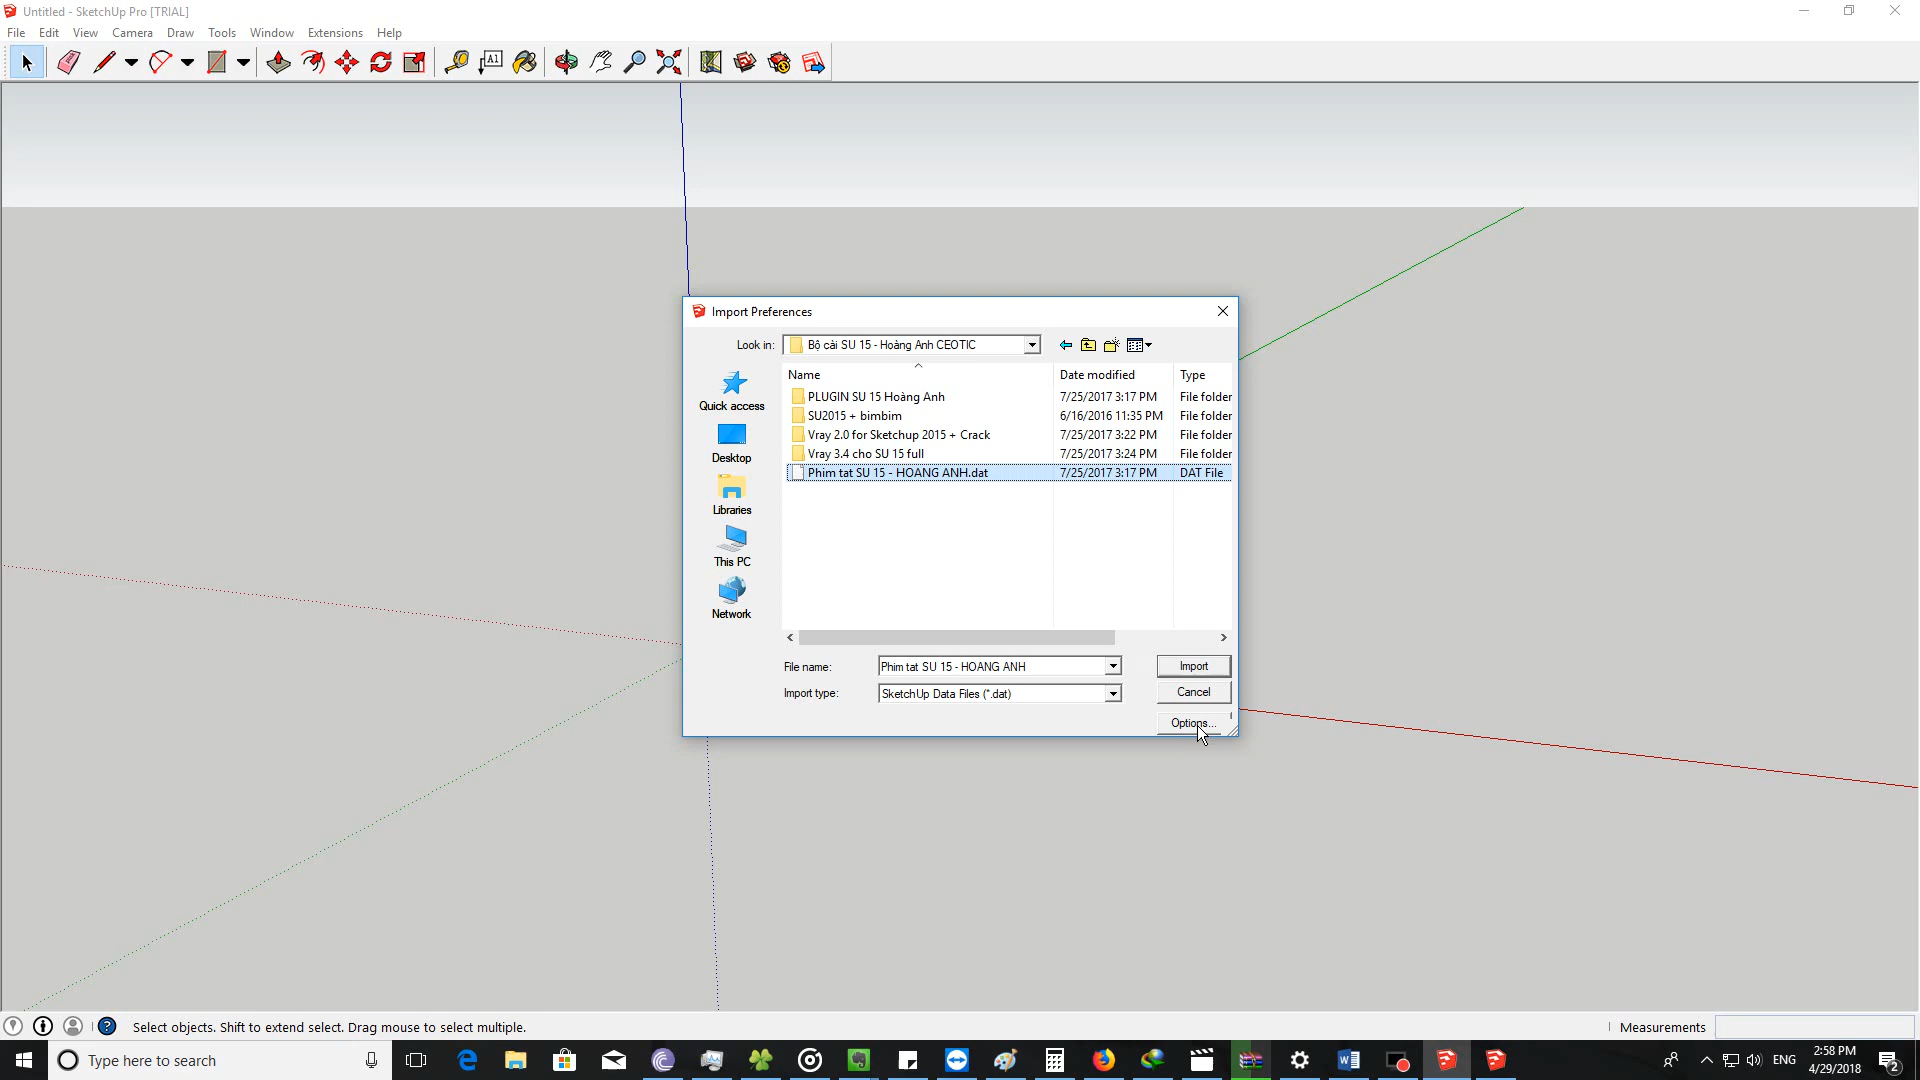 Untitled - SketchUp Pro [TRIAL]
File Edit View Camera Draw Tools Window Extensions Help
A1
Import Preferences
Look in: Bộ cài SU 15 - Hoàng Anh CEOTIC
Name Date modified Type
PLUGIN SU 15 Hoàng Anh 7/25/2017 3:17 PM File folder
SU2015 + bimbim 6/16/2016 11:35 PM File folder
Vray 2.0 for Sketchup 2015 + Crack 7/25/2017 3:22 PM File folder
Vray 3.4 cho SU 15 full 7/25/2017 3:24 PM File folder
Phim tat SU 15 - HOANG ANH.dat 7/25/2017 3:17 PM DAT File
Quick access
Desktop
Libraries
This PC
Network
File name: Phim tat SU 15 - HOANG ANH Import
Import type: SketchUp Data Files (*.dat) Cancel
Options...
Select objects. Shift to extend select. Drag mouse to select multiple. Measurements
Type here to search ENG 2:58 PM
4/29/2018 2